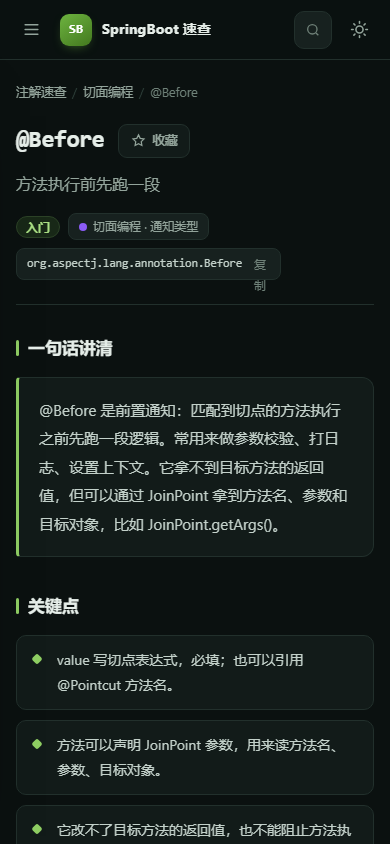 SB SpringBoot 速查
注解速查 / 切面编程 / @Before
@Before
收藏
方法执行前先跑一段
入门
切面编程 · 通知类型
org.aspectj.lang.annotation.Before
复
制
一句话讲清
@Before 是前置通知：匹配到切点的方法执行
之前先跑一段逻辑。常用来做参数校验、打日
志、设置上下文。它拿不到目标方法的返回
值，但可以通过 JoinPoint 拿到方法名、参数和
目标对象，比如 JoinPoint.getArgs()。
关键点
value 写切点表达式，必填；也可以引用
@Pointcut 方法名。
方法可以声明 JoinPoint 参数，用来读方法名、
参数、目标对象。
它改不了目标方法的返回值，也不能阻止方法执